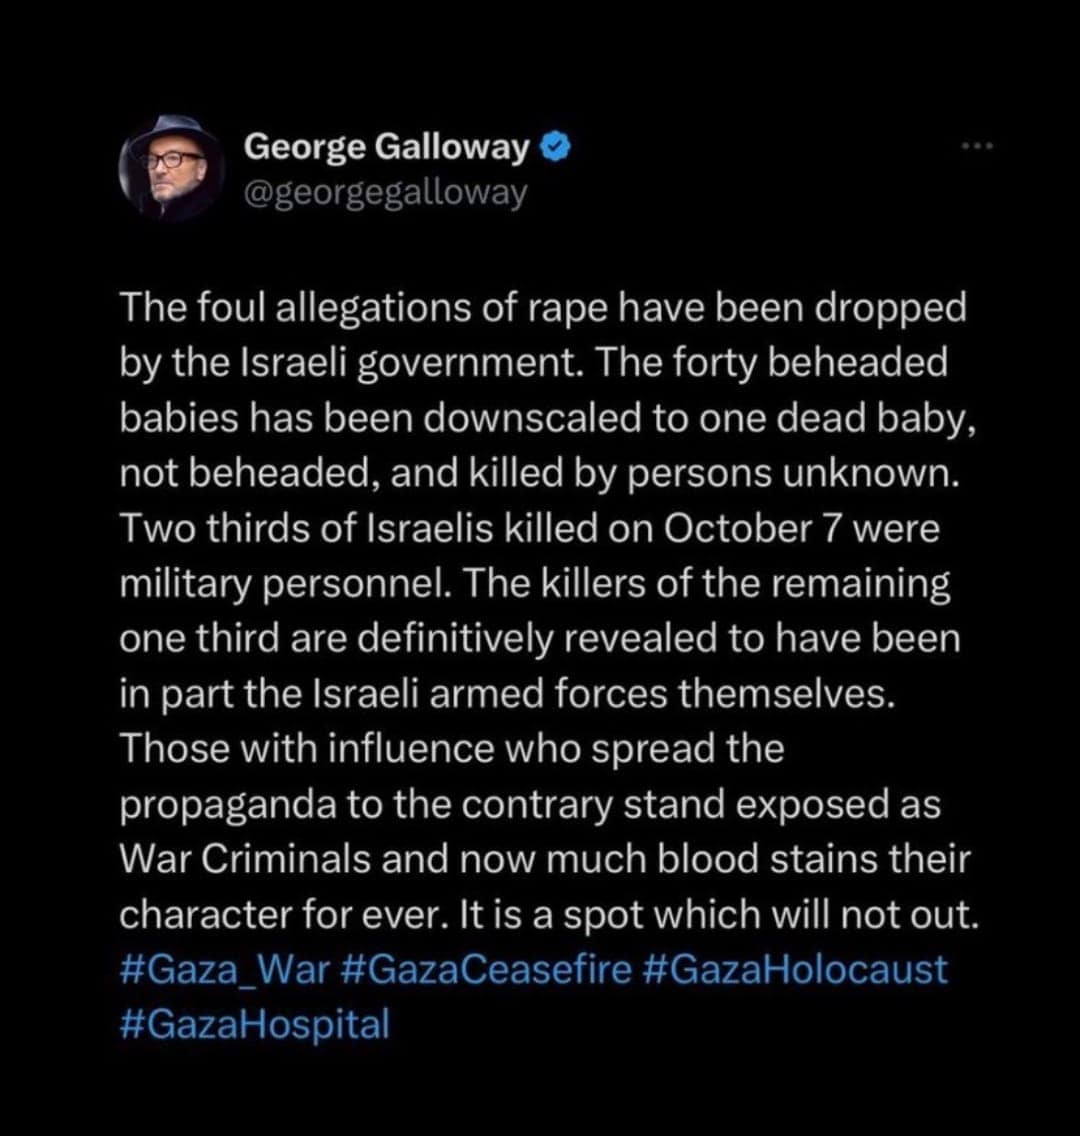 George Galloway
@georgegalloway
The foul allegations of rape have been dropped
by the Israeli government. The forty beheaded
babies has been downscaled to one dead baby,
not beheaded, and killed by persons unknown.
Two thirds of Israelis killed on October 7 were
military personnel. The killers of the remaining
one third are definitively revealed to have been
in part the Israeli armed forces themselves.
Those with influence who spread the
propaganda to the contrary stand exposed as
War Criminals and now much blood stains their
character for ever. It is a spot which will not out.
#Gaza_War #GazaCeasefire #GazaHolocaust
#GazaHospital